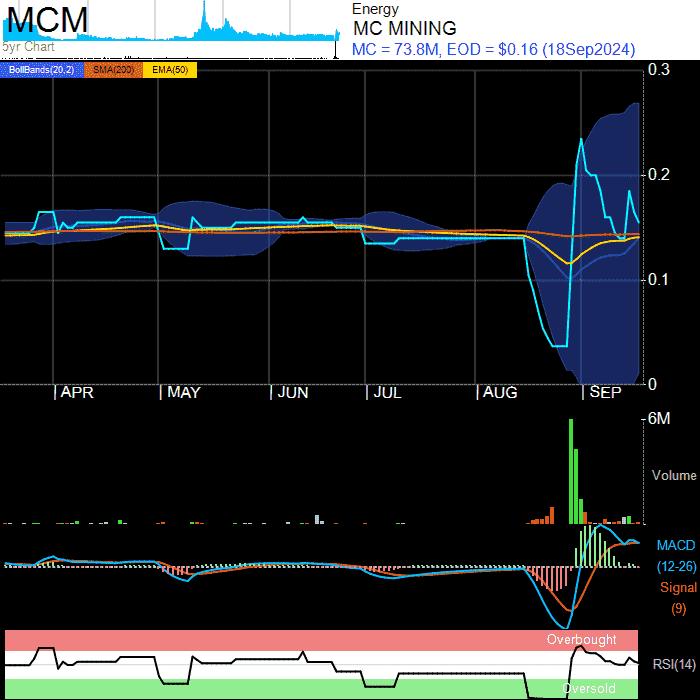 MCM
5yr Chart
Energy
MC MINING
MC = 73.8M, EOD = $0.16 (18Sep2024)
BollBands(20,2) SMA(200) EMA(50)
0.3
0.2
0.1
0
APR MAY JUN JUL AUG SEP
6M
Volume
MACD
(12-26)
Signal
(9)
Overbought
RSI(14)
Oversold